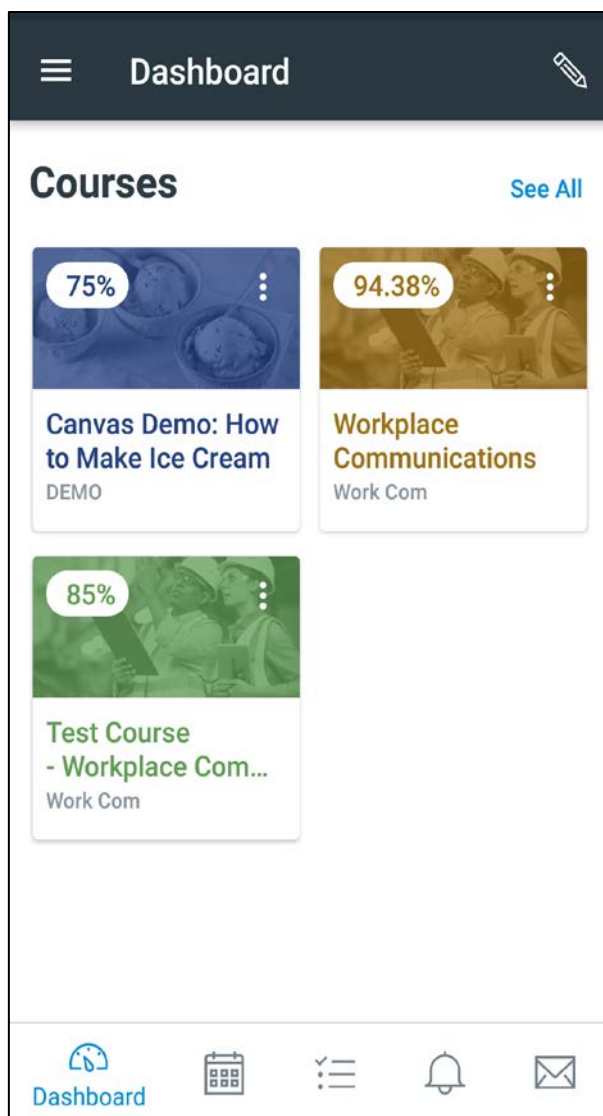 Dashboard
Courses
See All
75%
94.38%
Canvas Demo: How
to Make Ice Cream
DEMO
Workplace
Communications
Work Com
85%
Test Course
- Workplace Com...
Work Com
Dashboard